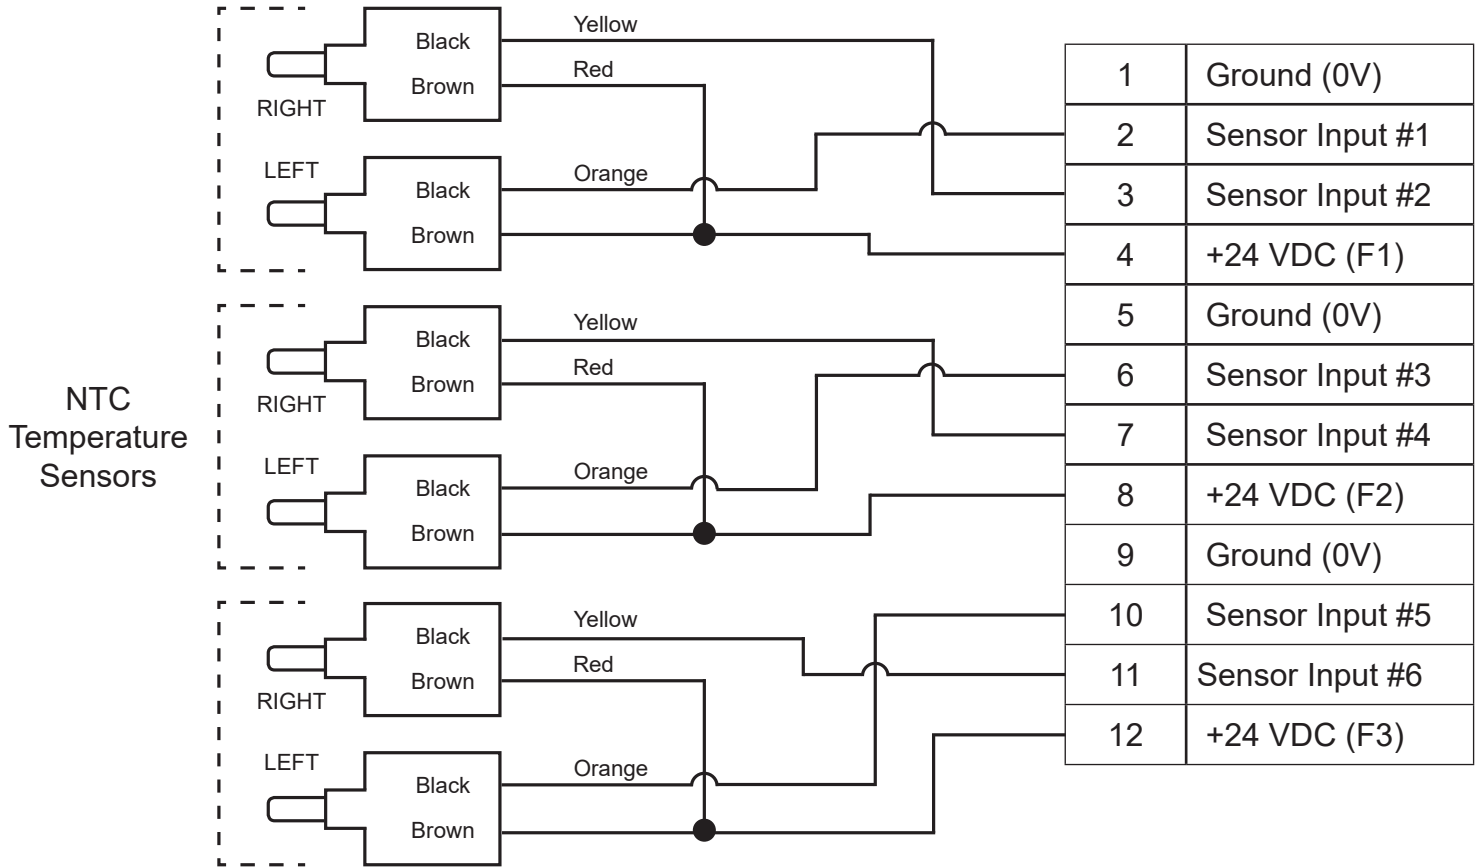 Yellow
Black
Red
Brown
RIGHT
LEFT
Orange
Black
Brown
Yellow
Black
Red
Brown
RIGHT
LEFT
Orange
Black
Brown
Yellow
Black
Red
Brown
RIGHT
LEFT
Orange
Black
Brown
NTC
Temperature
Sensors
1 Ground (0V)
2 Sensor Input #1
3 Sensor Input #2
4 +24 VDC (F1)
5 Ground (0V)
6 Sensor Input #3
7 Sensor Input #4
8 +24 VDC (F2)
9 Ground (0V)
10 Sensor Input #5
11 Sensor Input #6
12 +24 VDC (F3)